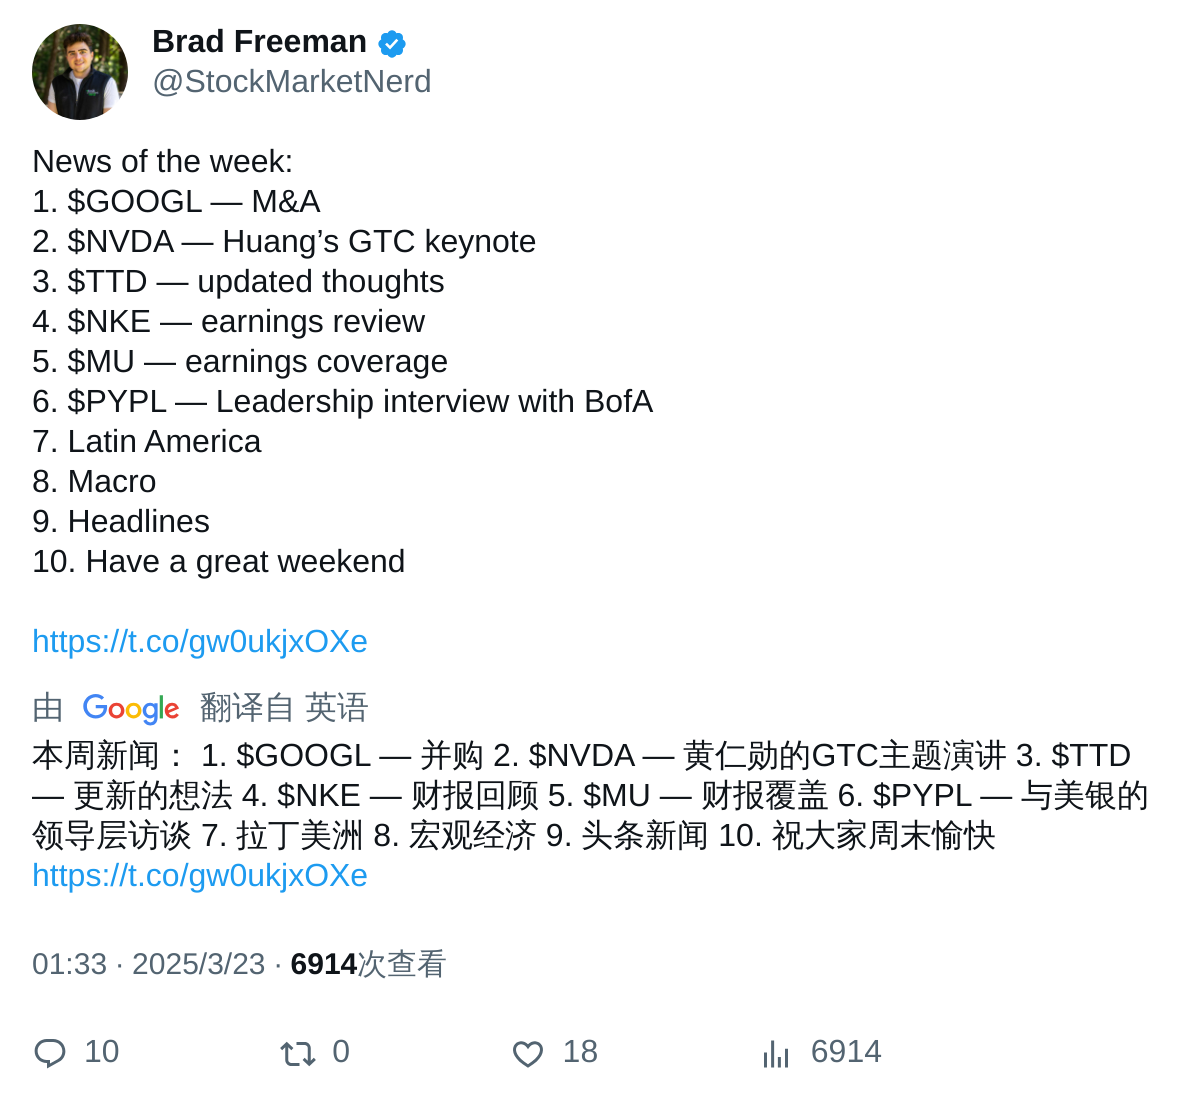 Brad Freeman
@StockMarketNerd
News of the week:
1. $GOOGL — M&A
2. $NVDA — Huang’s GTC keynote
3. $TTD — updated thoughts
4. $NKE — earnings review
5. $MU — earnings coverage
6. $PYPL — Leadership interview with BofA
7. Latin America
8. Macro
9. Headlines
10. Have a great weekend
https://t.co/gw0ukjxOXe
由 Google 翻译自 英语
本周新闻： 1. $GOOGL — 并购 2. $NVDA — 黄仁勋的GTC主题演讲 3. $TTD
— 更新的想法 4. $NKE — 财报回顾 5. $MU — 财报覆盖 6. $PYPL — 与美银的
领导层访谈 7. 拉丁美洲 8. 宏观经济 9. 头条新闻 10. 祝大家周末愉快
https://t.co/gw0ukjxOXe
01:33 · 2025/3/23 · 6914次查看
10 0 18 6914